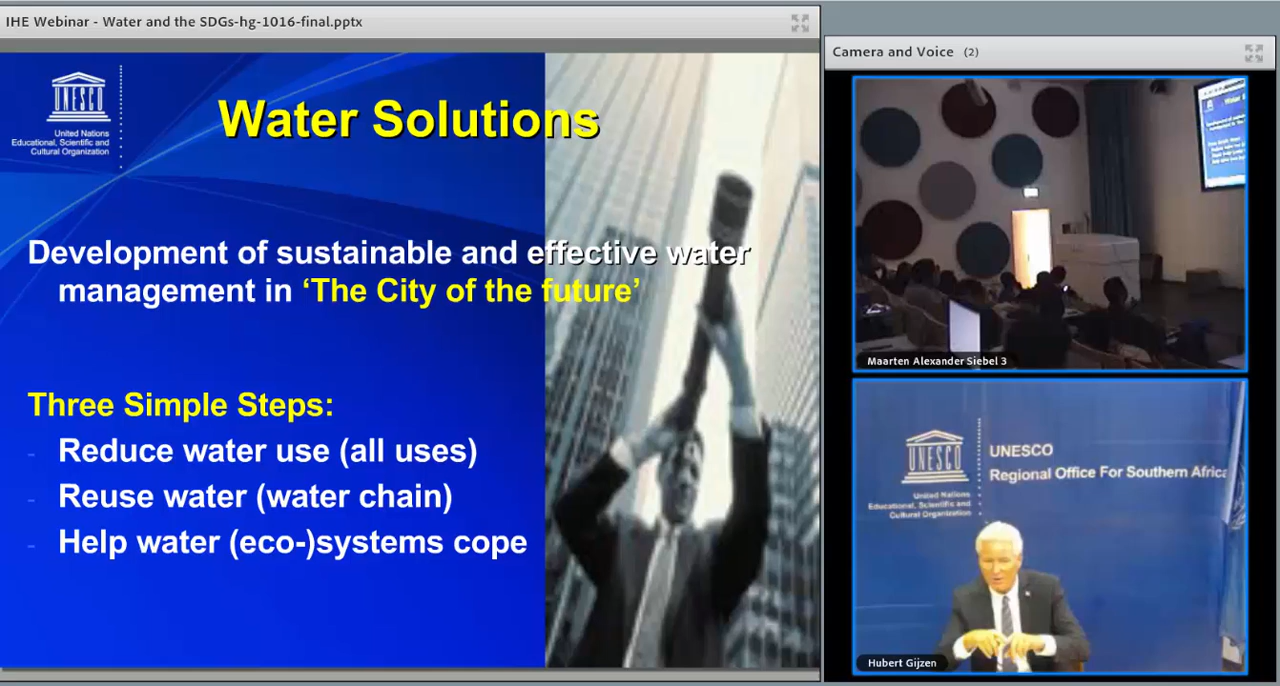 IHE Webinar - Water and the SDGs-hg-1016-final.pptx
UNESCO
United Nations
Educational, Scientific and
Cultural Organization
Water Solutions
Development of sustainable and effective water
management in ‘The City of the future’
Three Simple Steps:
- Reduce water use (all uses)
- Reuse water (water chain)
- Help water (eco-)systems cope
Camera and Voice (2)
Maarten Alexander Siebel 3
UNESCO
United Nations
Educational, Scientific and
Cultural Organization
UNESCO
Regional Office For Southern Africa
Hubert Gijzen